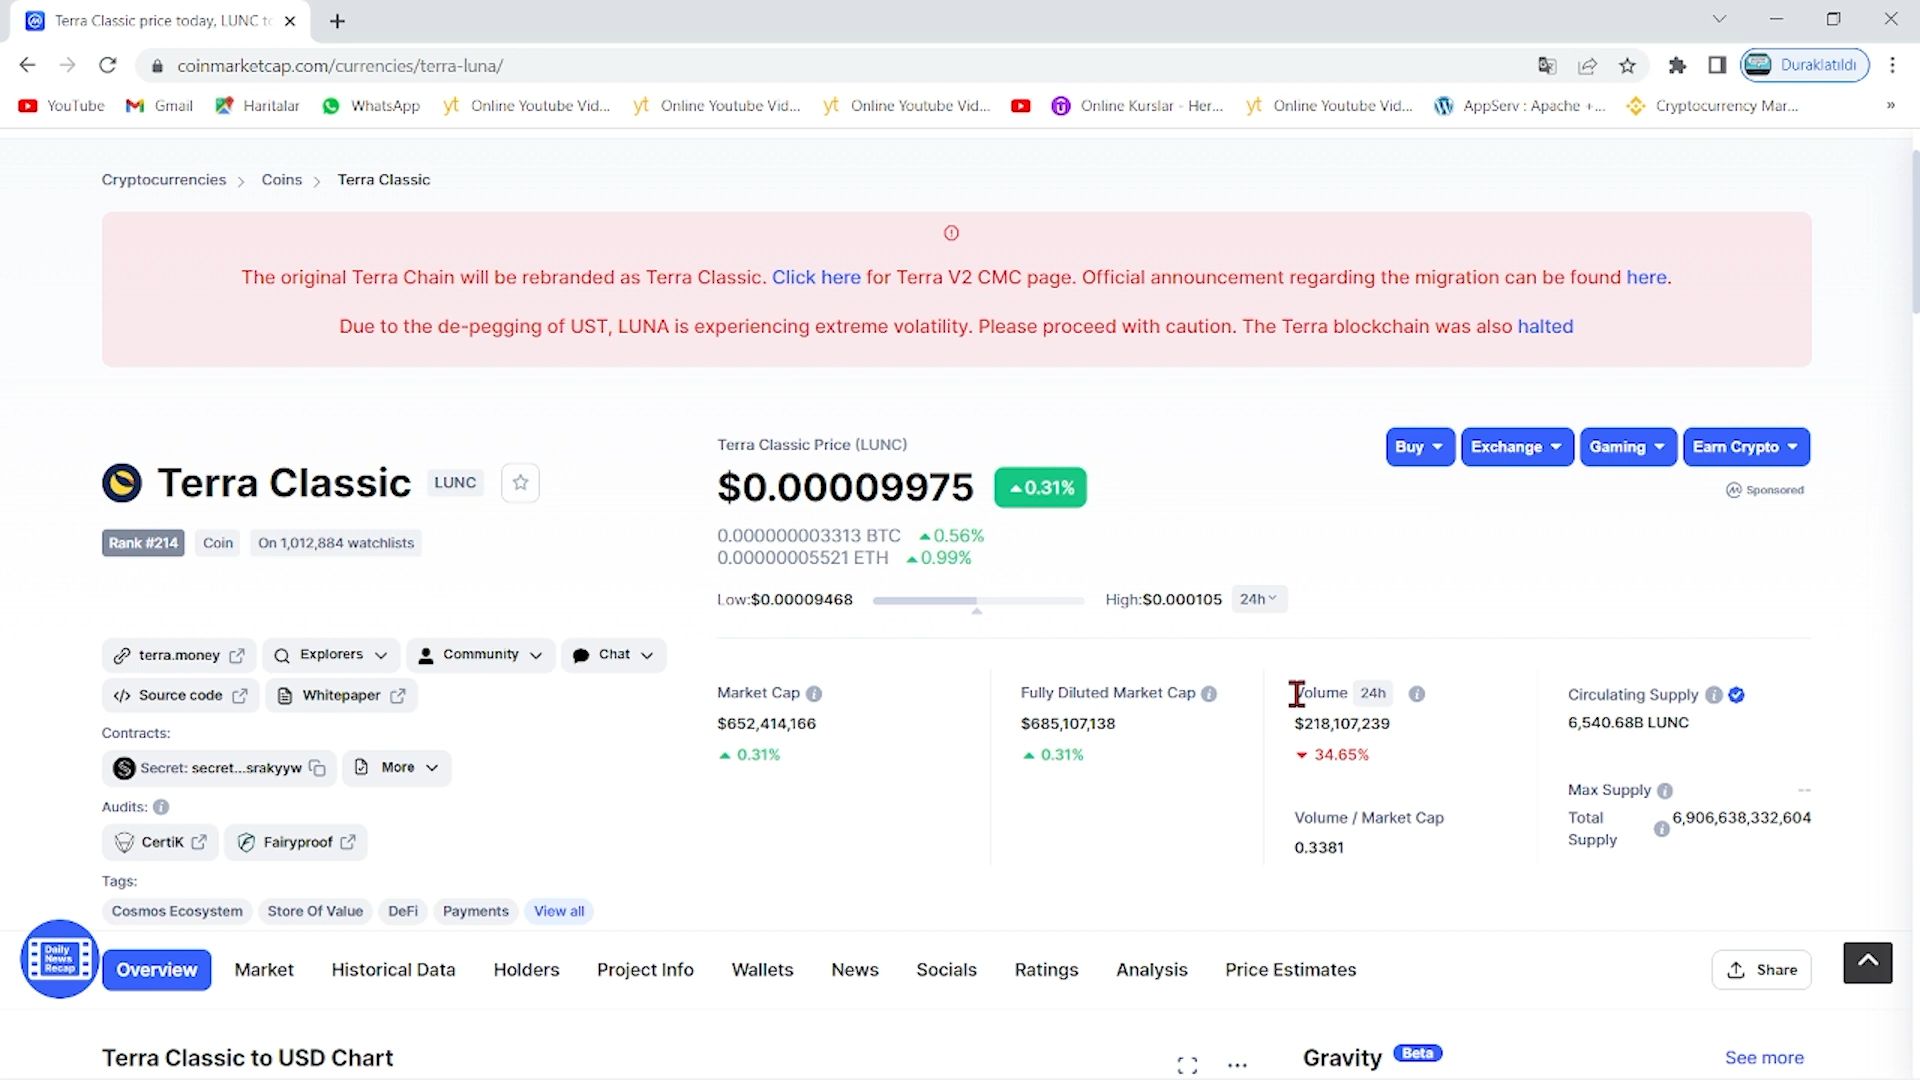 Terra Classic price today, LUNC to
coinmarketcap.com/currencies/terra-luna/
Duraklatıldı
YouTube
Gmail
Haritalar
WhatsApp
Online Youtube Vid...
Online Youtube Vid...
Online Youtube Vid...
Online Kurslar - Her...
Online Youtube Vid...
AppServ : Apache +...
Cryptocurrency Mar...
»
Cryptocurrencies > Coins > Terra Classic
The original Terra Chain will be rebranded as Terra Classic. Click here for Terra V2 CMC page. Official announcement regarding the migration can be found here.
Due to the de-pegging of UST, LUNA is experiencing extreme volatility. Please proceed with caution. The Terra blockchain was also halted
Terra Classic LUNC
Rank #214 Coin On 1,012,884 watchlists
Terra Classic Price (LUNC)
$0.00009975 0.31%
0.000000003313 BTC 0.56%
0.00000005521 ETH 0.99%
Low:$0.00009468 High:$0.000105 24h
Buy Exchange Gaming Earn Crypto
Sponsored
terra.money Explorers Community Chat
Source code Whitepaper
Contracts:
Secret: secret...srakyyw More
Audits:
CertiK Fairyproof
Tags:
Cosmos Ecosystem Store Of Value DeFi Payments View all
Market Cap
$652,414,166
0.31%
Fully Diluted Market Cap
$685,107,138
0.31%
Volume 24h
$218,107,239
34.65%
Volume / Market Cap
0.3381
Circulating Supply
6,540.68B LUNC
Max Supply --
Total Supply 6,906,638,332,604
Daily
News
Recap
Overview Market Historical Data Holders Project Info Wallets News Socials Ratings Analysis Price Estimates Share
Terra Classic to USD Chart
Gravity Beta See more